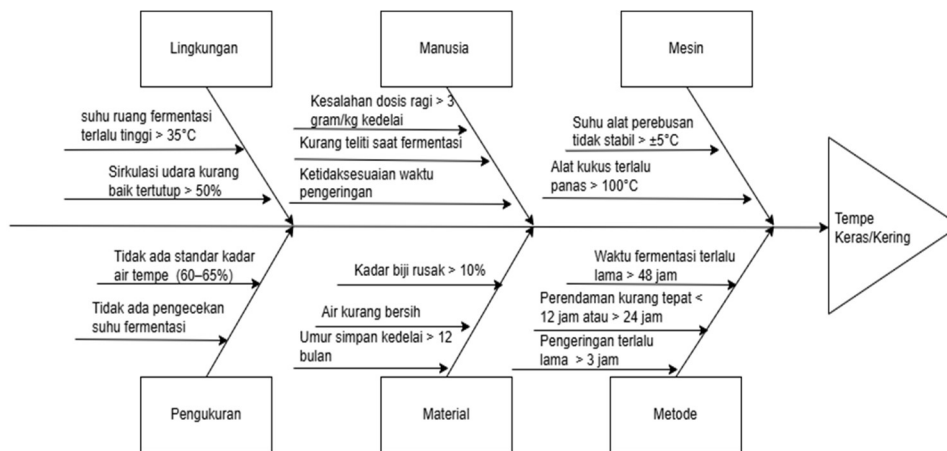 Lingkungan
Manusia
Mesin
suhu ruang fermentasi
terlalu tinggi > 35°C
Sirkulasi udara kurang
baik tertutup > 50%
Kesalahan dosis ragi > 3
gram/kg kedelai
Kurang teliti saat fermentasi
Ketidaksesuaian waktu
pengeringan
Suhu alat perebusan
tidak stabil > ±5°C
Alat kukus terlalu
panas > 100°C
Tempe
Keras/Kering
Tidak ada standar kadar
air tempe (60–65%)
Tidak ada pengecekan
suhu fermentasi
Kadar biji rusak > 10%
Air kurang bersih
Umur simpan kedelai > 12
bulan
Waktu fermentasi terlalu
lama > 48 jam
Perendaman kurang tepat <
12 jam atau > 24 jam
Pengeringan terlalu
lama > 3 jam
Pengukuran
Material
Metode